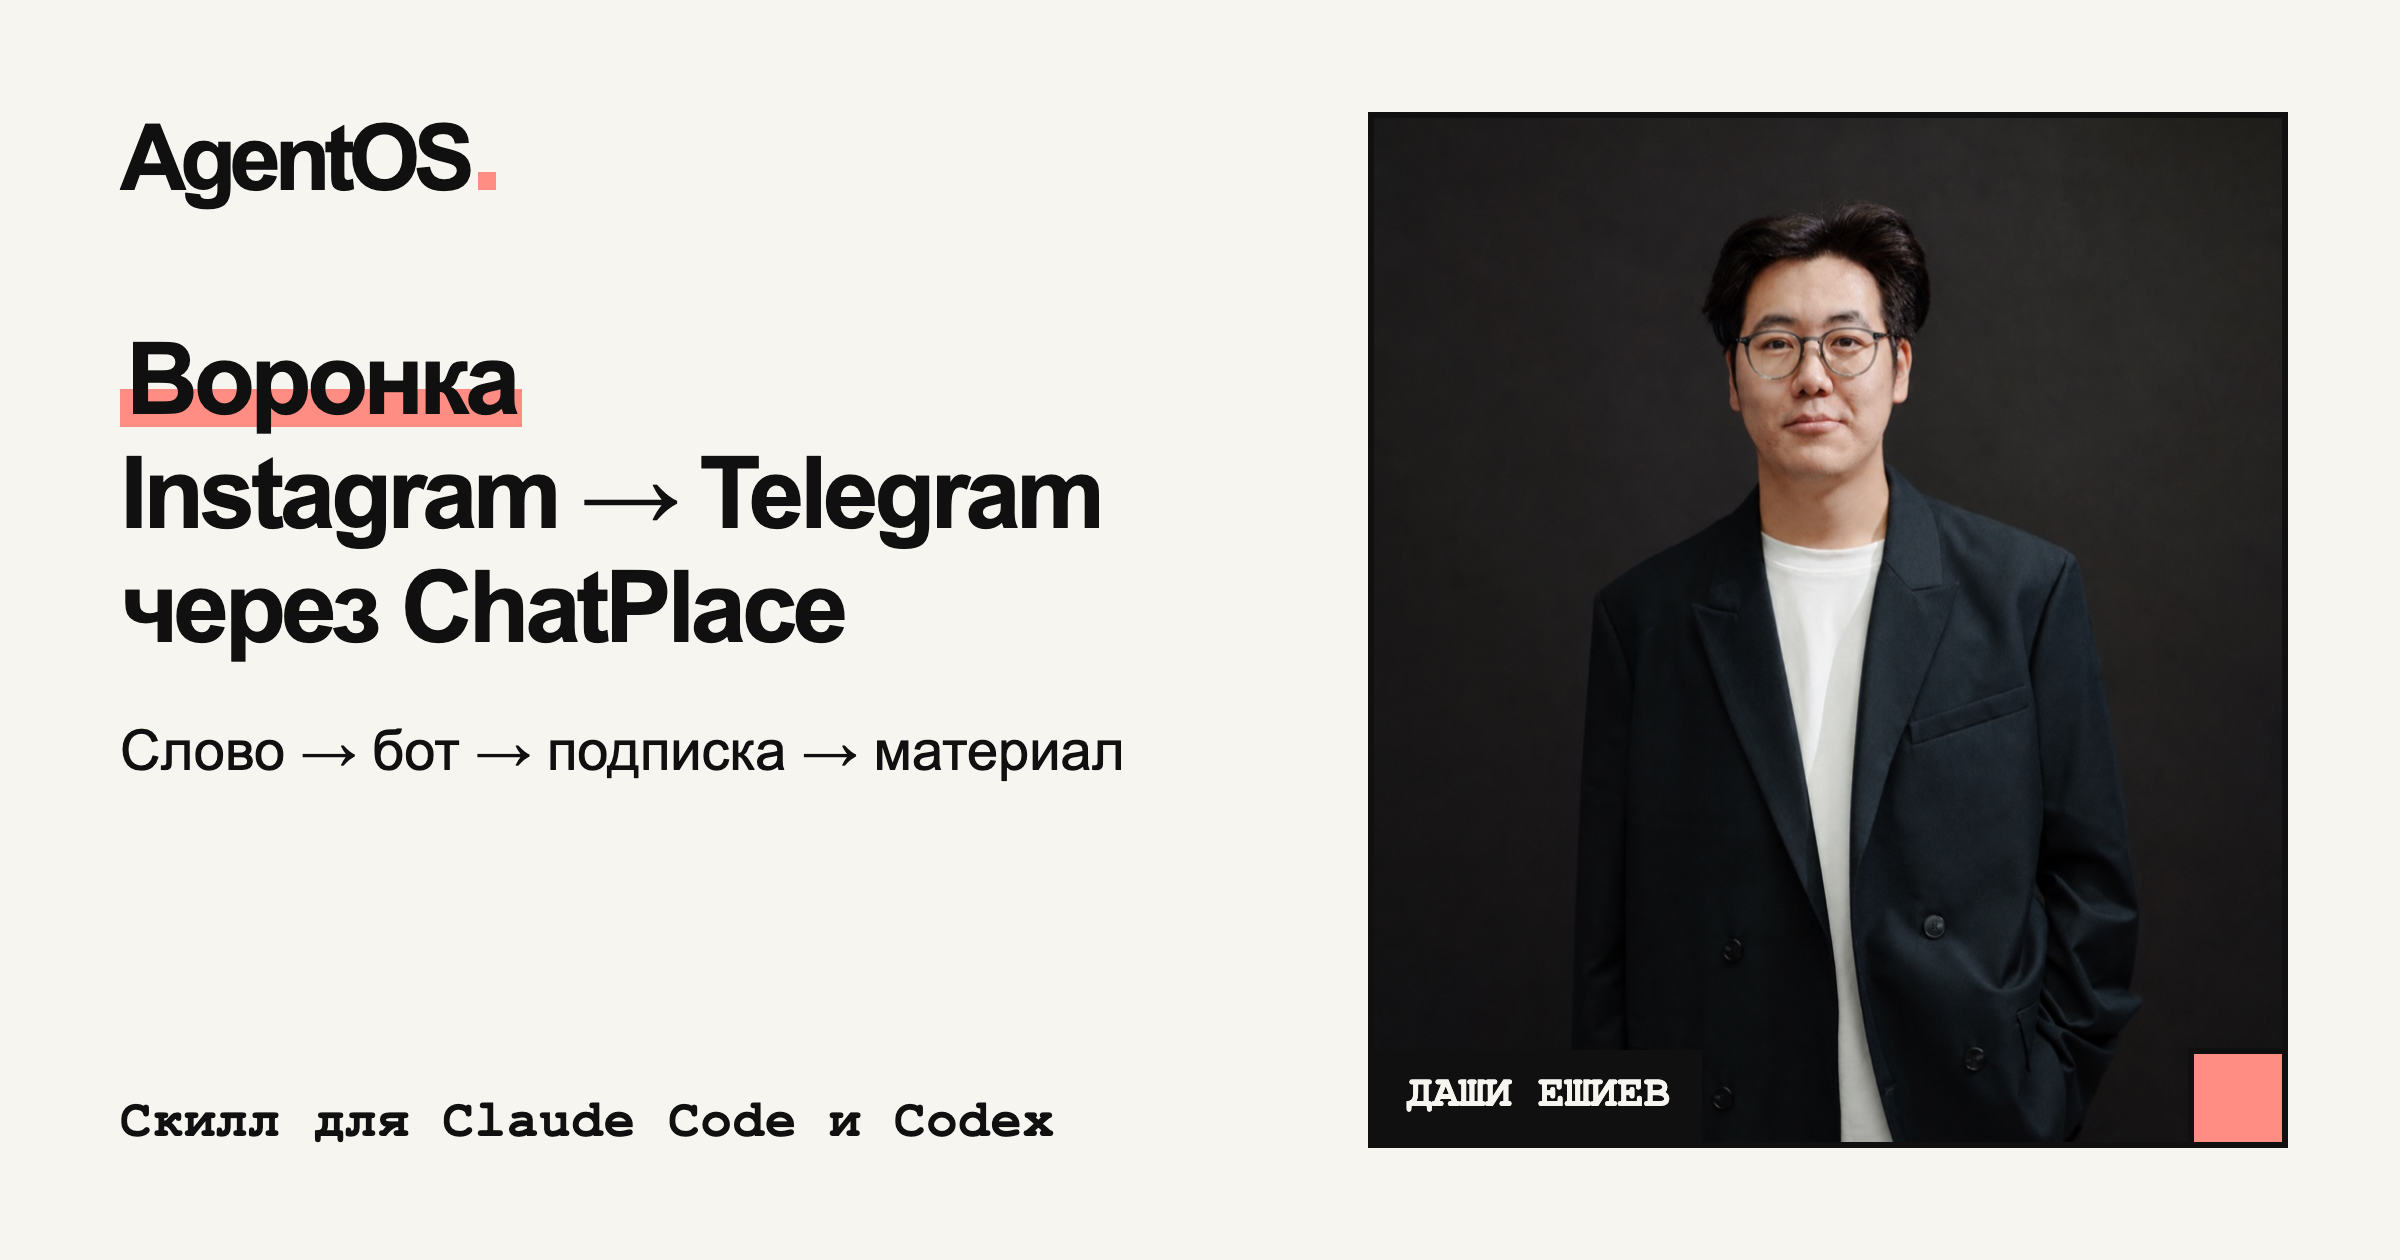 AgentOS.
Воронка
Instagram → Telegram
через ChatPlace
Слово → бот → подписка → материал
Скилл для Claude Code и Codex
ДАШИ ЕШИЕВ